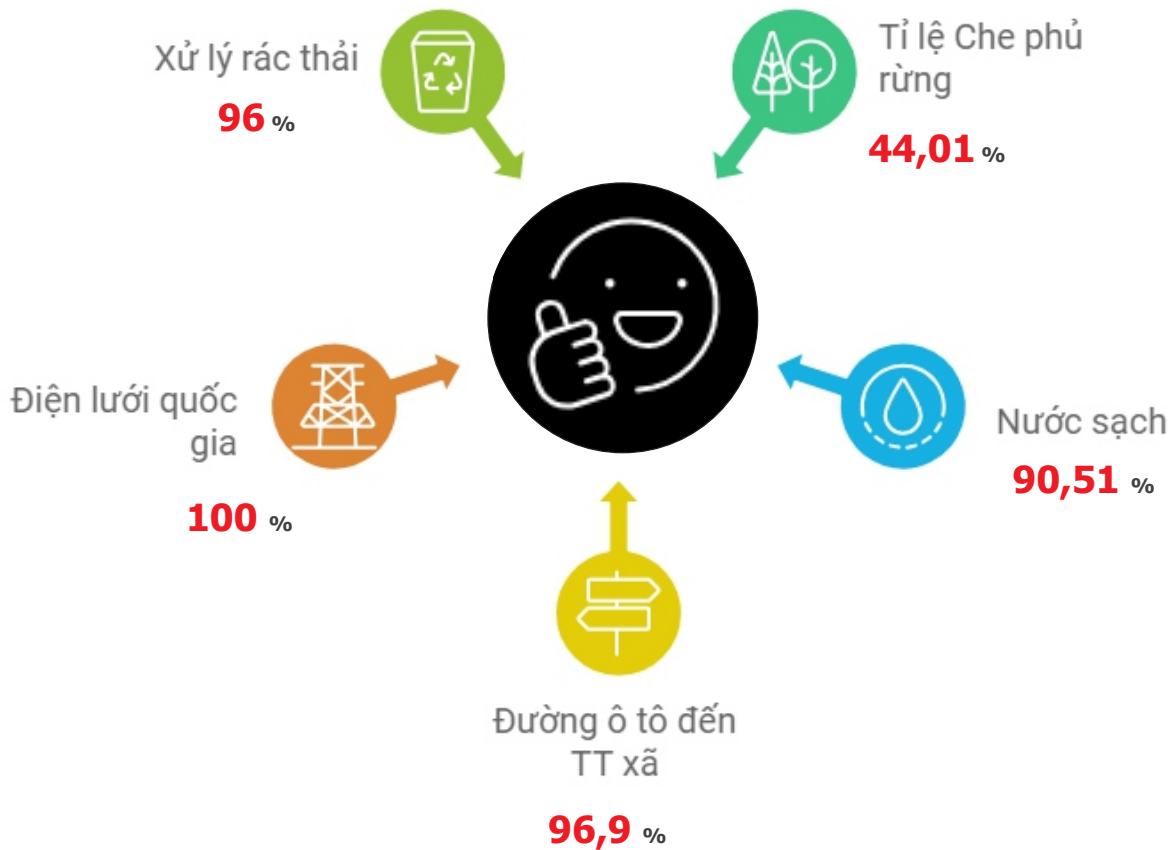 Xử lý rác thải
96 %
Tỉ lệ Che phủ
rừng
44,01 %
Điện lưới quốc
gia
100 %
Nước sạch
90,51 %
Đường ô tô đến
TT xã
96,9 %